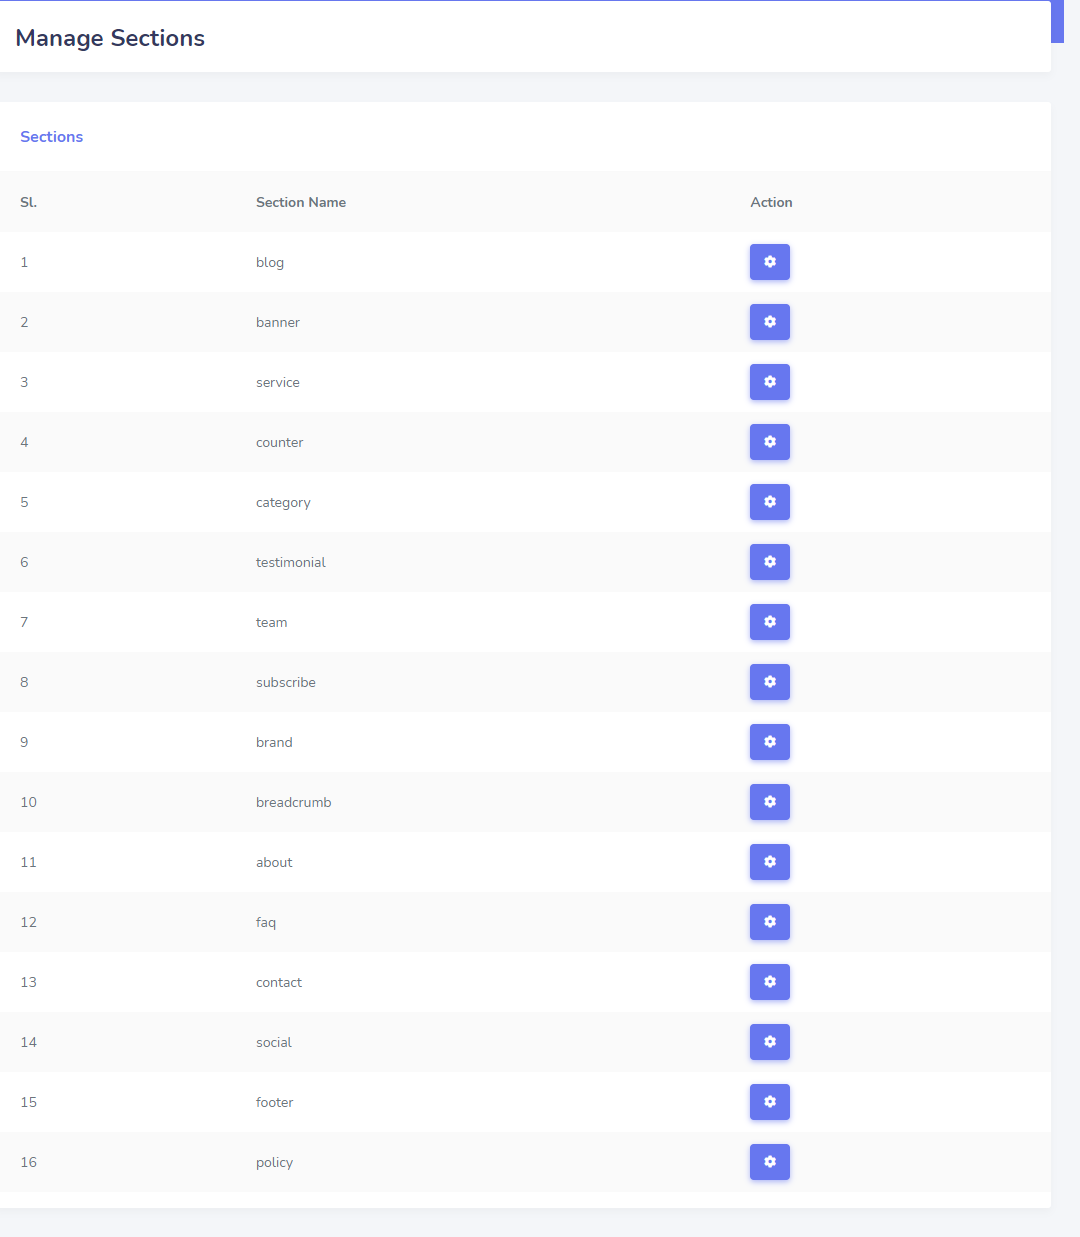 Manage Sections
Sections
Sl. Section Name Action
1 blog
2 banner
3 service
4 counter
5 category
6 testimonial
7 team
8 subscribe
9 brand
10 breadcrumb
11 about
12 faq
13 contact
14 social
15 footer
16 policy